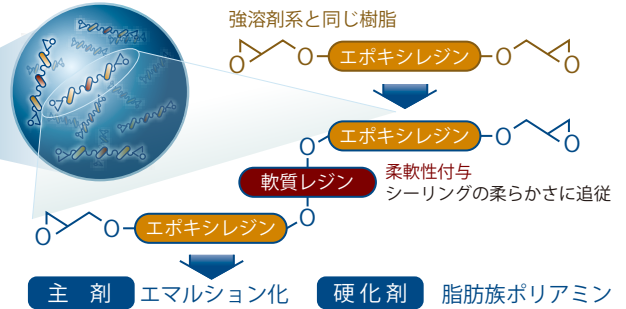 強溶剤系と同じ樹脂
O O エポキシレジン O O
エポキシレジン O O
O
軟質レジン 柔軟性付与
シーリングの柔らかさに追従
O
O O エポキシレジン
主 剤 エマルション化 硬化剤 脂肪族ポリアミン